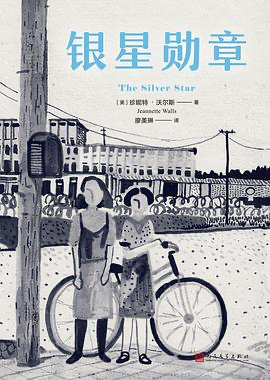 银星勋章
The Silver Star
[美] 珍妮特·沃尔斯 —— 著
Jeannette Walls
廖美琳 —— 译
人民文学出版社